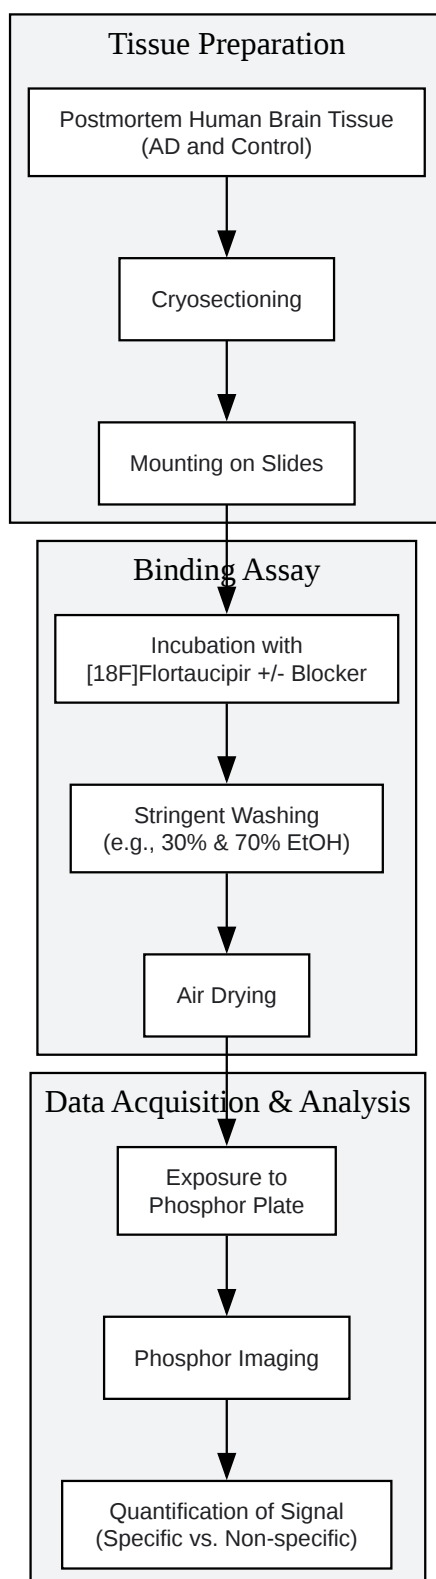 Tissue Preparation
Postmortem Human Brain Tissue
(AD and Control)
Cryosectioning
Mounting on Slides
Binding Assay
Incubation with
[18F]Flortaucipir +/- Blocker
Stringent Washing
(e.g., 30% & 70% EtOH)
Air Drying
Data Acquisition & Analysis
Exposure to
Phosphor Plate
Phosphor Imaging
Quantification of Signal
(Specific vs. Non-specific)